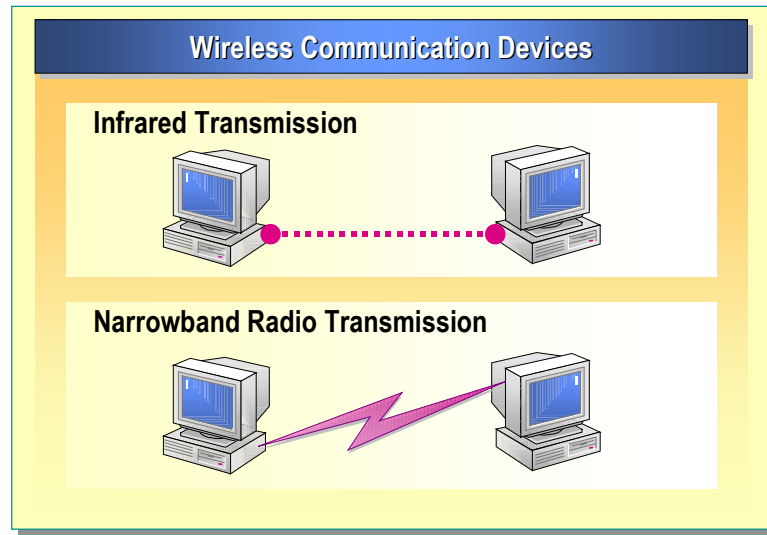 Wireless Communication Devices
Infrared Transmission
Narrowband Radio Transmission